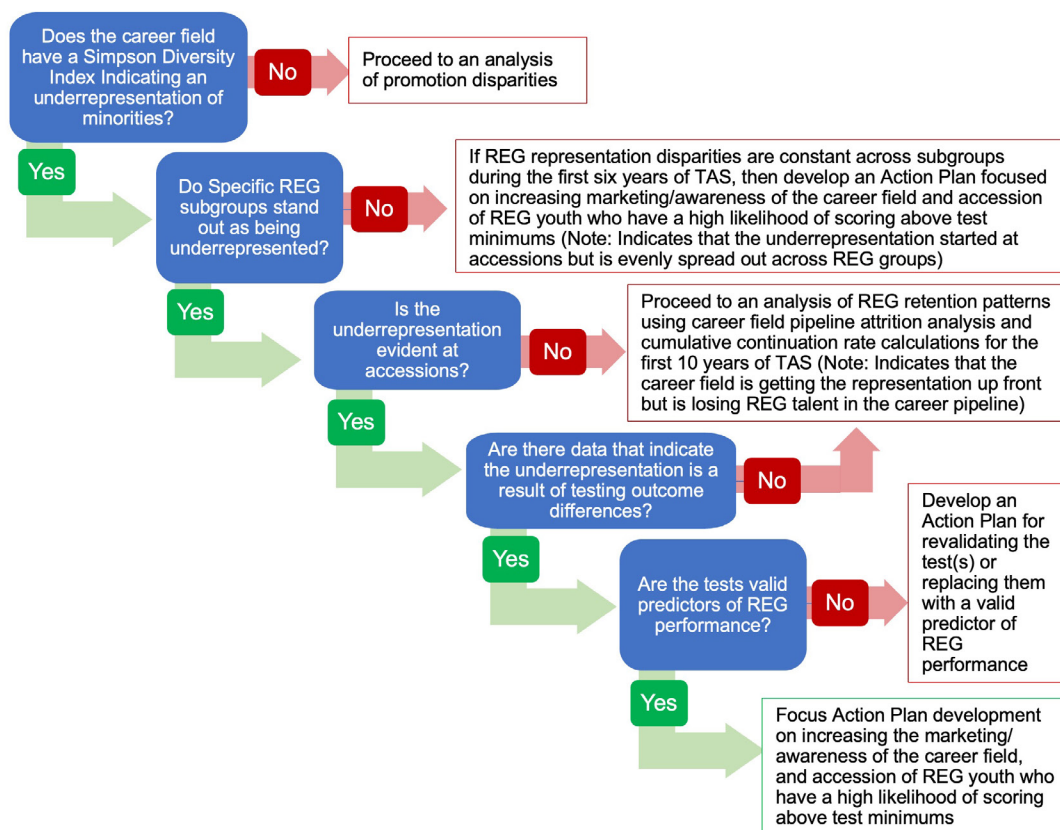 Does the career field
have a Simpson Diversity
Index Indicating an
underrepresentation of
minorities?
No
Proceed to an analysis
of promotion disparities
Yes
Do Specific REG
subgroups stand
out as being
underrepresented?
No
If REG representation disparities are constant across subgroups
during the first six years of TAS, then develop an Action Plan focused
on increasing marketing/awareness of the career field and accession
of REG youth who have a high likelihood of scoring above test
minimums (Note: Indicates that the underrepresentation started at
accessions but is evenly spread out across REG groups)
Yes
Is the
underrepresentation
evident at
accessions?
No
Proceed to an analysis of REG retention patterns
using career field pipeline attrition analysis and
cumulative continuation rate calculations for the
first 10 years of TAS (Note: Indicates that the
career field is getting the representation up front
but is losing REG talent in the career pipeline)
Yes
Are there data that indicate
the underrepresentation is a
result of testing outcome
differences?
No
Yes
Are the tests valid
predictors of REG
performance?
No
Develop an
Action Plan for
revalidating the
test(s) or
replacing them
with a valid
predictor of
REG
performance
Yes
Focus Action Plan development
on increasing the marketing/
awareness of the career field,
and accession of REG youth who
have a high likelihood of scoring
above test minimums